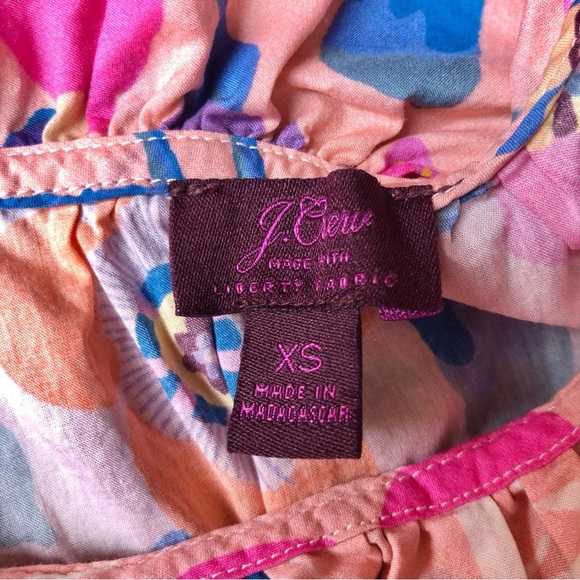 J.Crew
MADE WITH
LIBERTY FABRIC
XS
MADE IN
MADAGASCAR